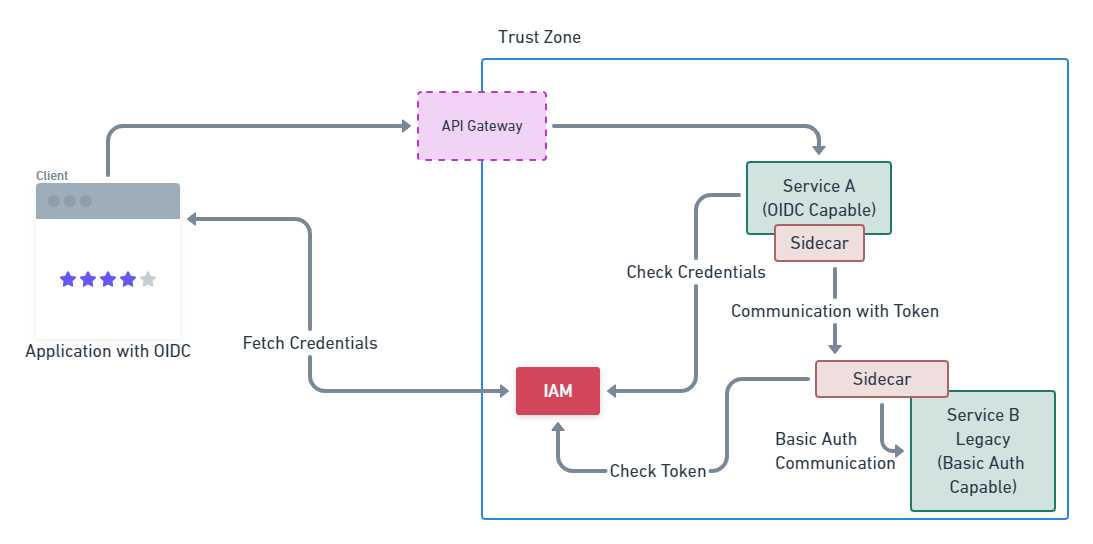 Trust Zone
API Gateway
Client
Service A
(OIDC Capable)
Sidecar
Check Credentials
Communication with Token
Fetch Credentials
Application with OIDC
Sidecar
IAM
Service B
Legacy
(Basic Auth
Capable)
Basic Auth
Communication
Check Token